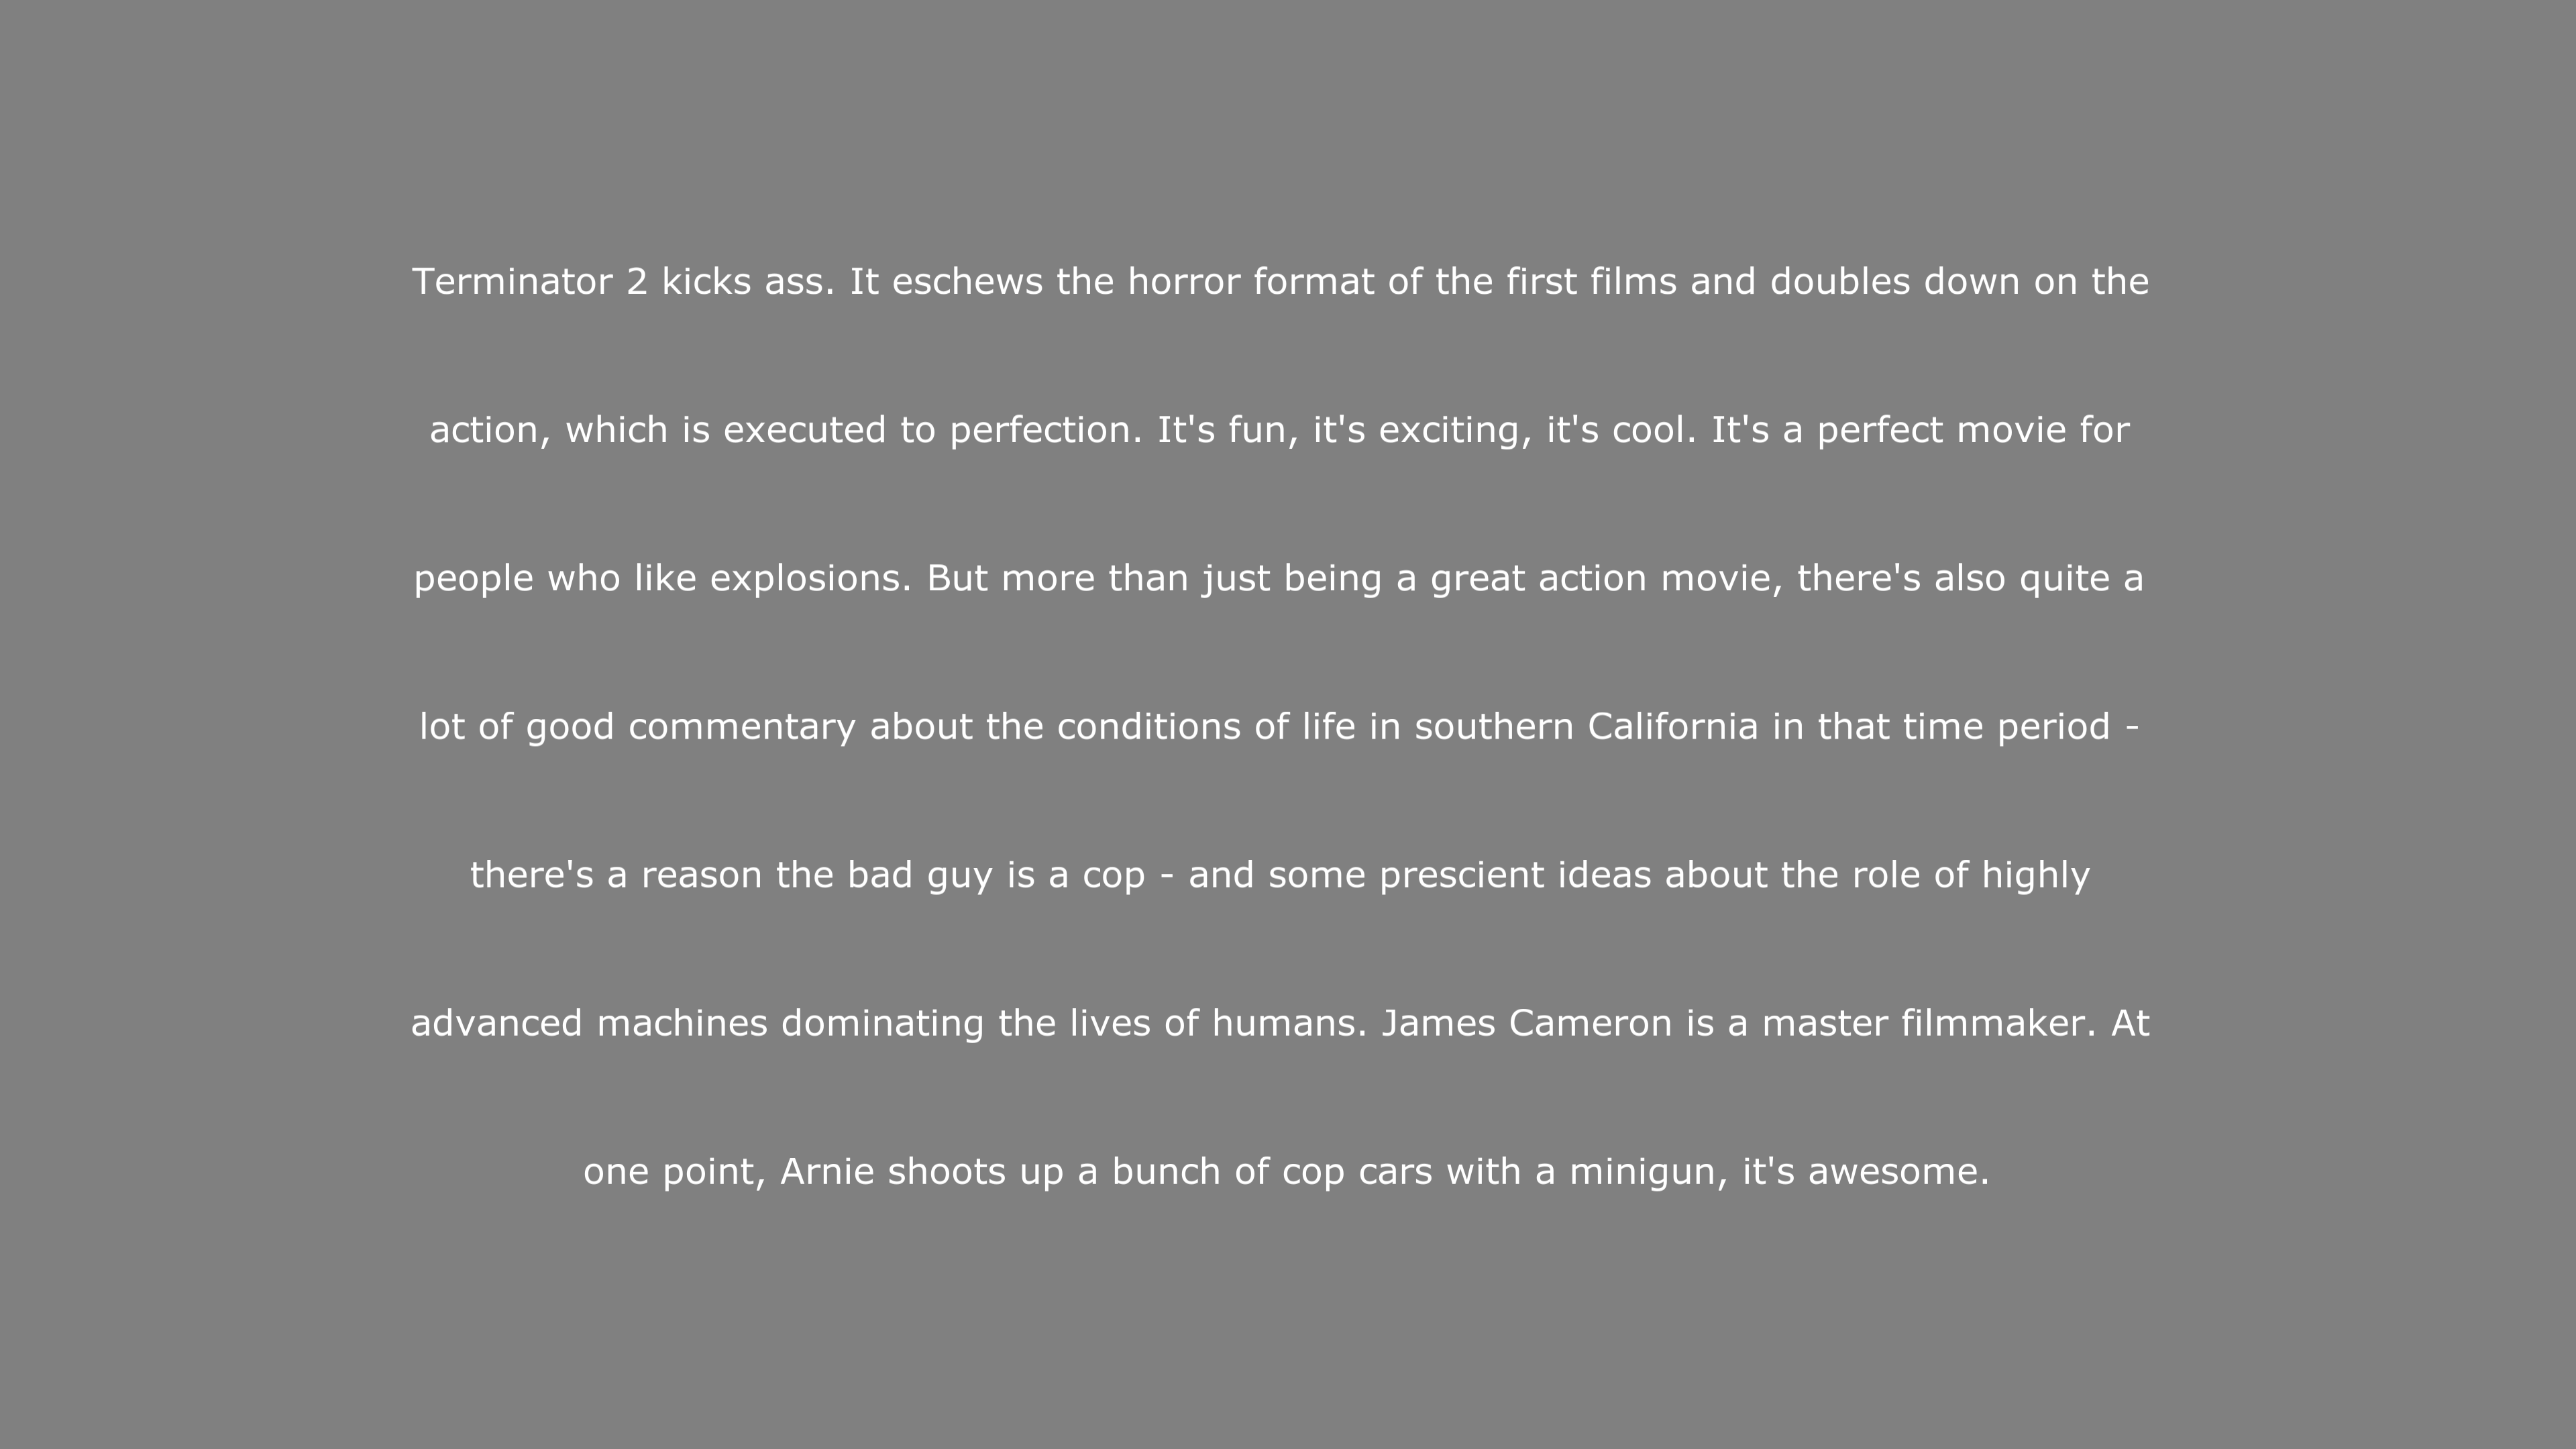 Terminator 2 kicks ass. It eschews the horror format of the first films and doubles down on the
action, which is executed to perfection. It's fun, it's exciting, it's cool. It's a perfect movie for
people who like explosions. But more than just being a great action movie, there's also quite a
lot of good commentary about the conditions of life in southern California in that time period -
there's a reason the bad guy is a cop - and some prescient ideas about the role of highly
advanced machines dominating the lives of humans. James Cameron is a master filmmaker. At
one point, Arnie shoots up a bunch of cop cars with a minigun, it's awesome.